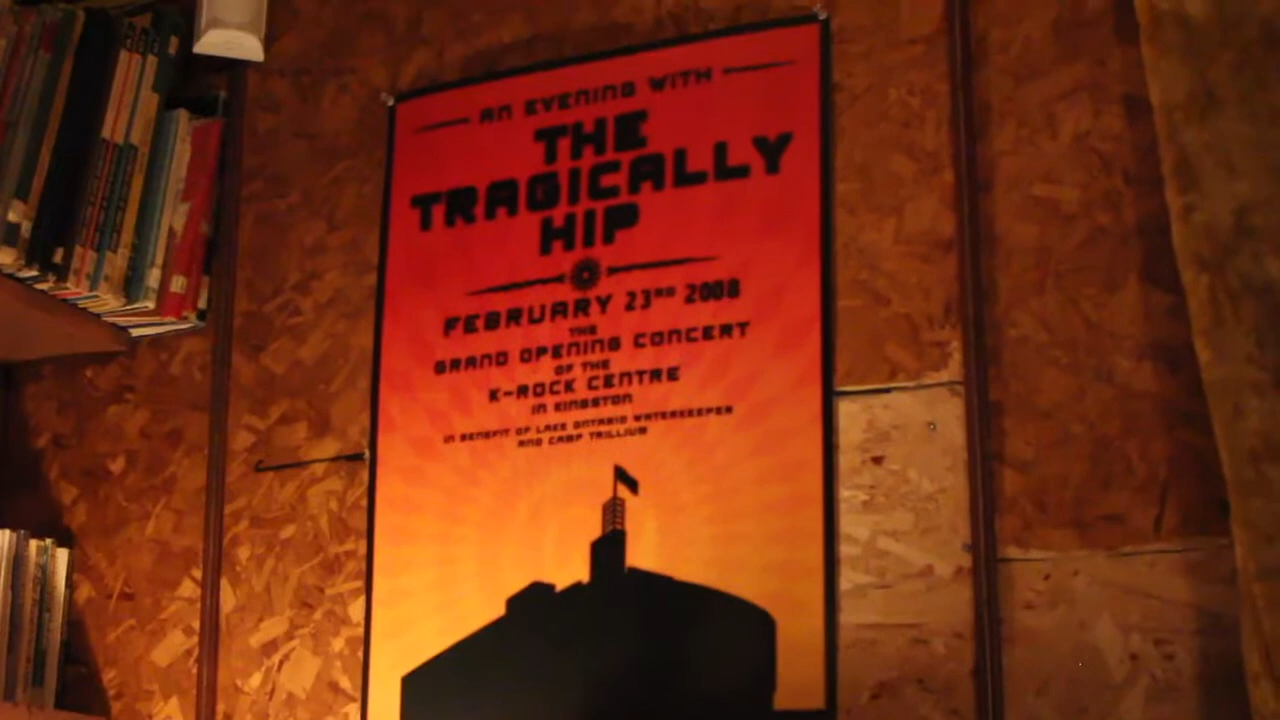 AN EVENING WITH
THE
TRAGICALLY
HIP
FEBRUARY 23RD 2008
THE
GRAND OPENING CONCERT
OF THE
K-ROCK CENTRE
IN KINGSTON
IN BENEFIT OF LAKE ONTARIO WATERKEEPER
AND CAMP TRILLIUM